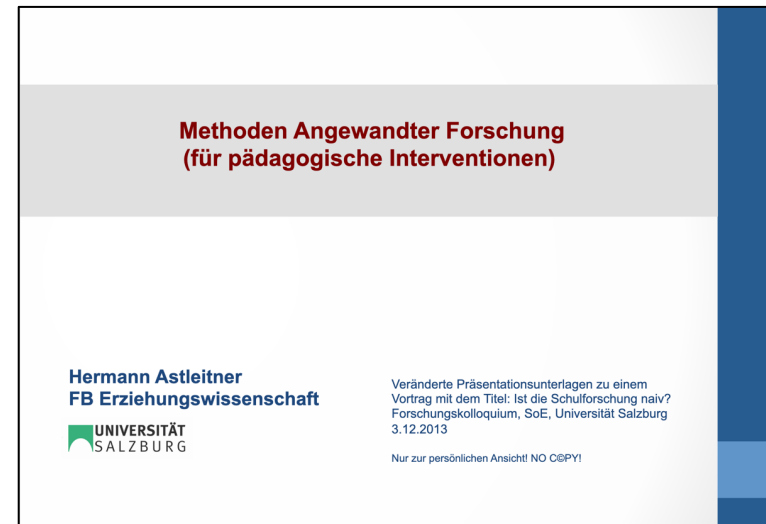 Methoden Angewandter Forschung
(für pädagogische Interventionen)
Hermann Astleitner
FB Erziehungswissenschaft
UNIVERSITÄT
SALZBURG
Veränderte Präsentationsunterlagen zu einem
Vortrag mit dem Titel: Ist die Schulforschung naiv?
Forschungskolloquium, SoE, Universität Salzburg
3.12.2013
Nur zur persönlichen Ansicht! NO C©PY!